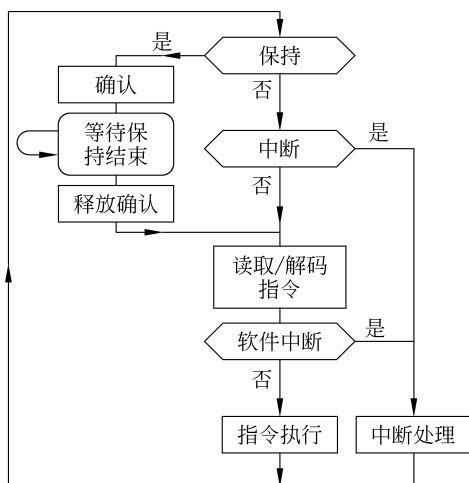 是
保持
确认
否
等待保
持结束
是
中断
否
释放确认
读取/解码
指令
是
软件中断
否
指令执行
中断处理